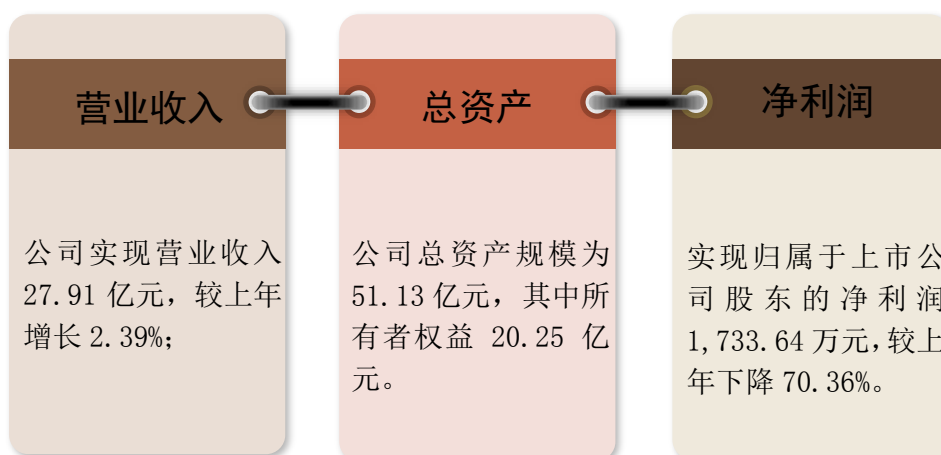 营业收入
公司实现营业收入
27.91 亿元，较上年
增长 2.39%;
总资产
公司总资产规模为
51.13 亿元，其中所
有者权益 20.25 亿
元。
净利润
实现归属于上市公
司股东的净利润
1,733.64 万元，较上
年下降 70.36%。